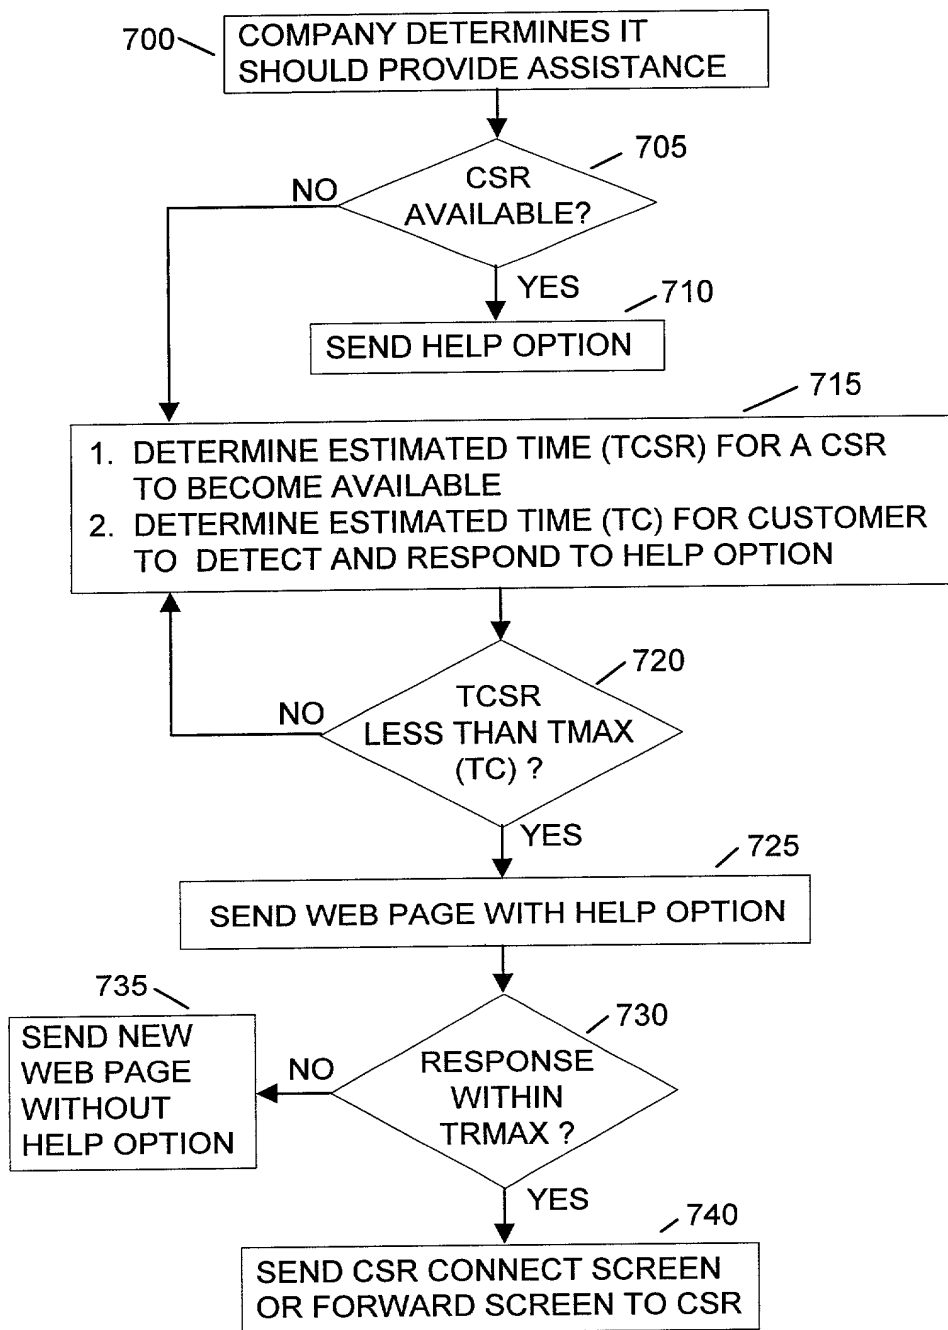 700
COMPANY DETERMINES IT
SHOULD PROVIDE ASSISTANCE
705
CSR
AVAILABLE?
NO
YES
710
SEND HELP OPTION
715
1. DETERMINE ESTIMATED TIME (TCSR) FOR A CSR
TO BECOME AVAILABLE
2. DETERMINE ESTIMATED TIME (TC) FOR CUSTOMER
TO DETECT AND RESPOND TO HELP OPTION
720
TCSR
LESS THAN TMAX
(TC) ?
NO
YES
725
SEND WEB PAGE WITH HELP OPTION
730
RESPONSE
WITHIN
TRMAX ?
NO
735
SEND NEW
WEB PAGE
WITHOUT
HELP OPTION
YES
740
SEND CSR CONNECT SCREEN
OR FORWARD SCREEN TO CSR